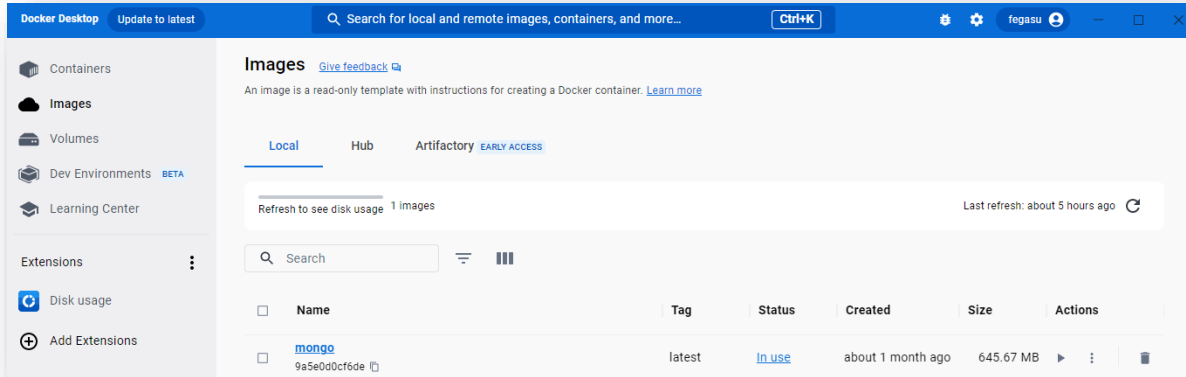 Docker Desktop Update to latest Search for local and remote images, containers, and more... Ctrl+K fegasu
Containers
Images
Volumes
Dev Environments BETA
Learning Center
Extensions
Disk usage
Add Extensions
Images Give feedback
An image is a read-only template with instructions for creating a Docker container. Learn more
Local Hub Artifactory EARLY ACCESS
Refresh to see disk usage 1 images Last refresh: about 5 hours ago
Search
Name Tag Status Created Size Actions
mongo latest In use about 1 month ago 645.67 MB
9a5e0d0cf6de